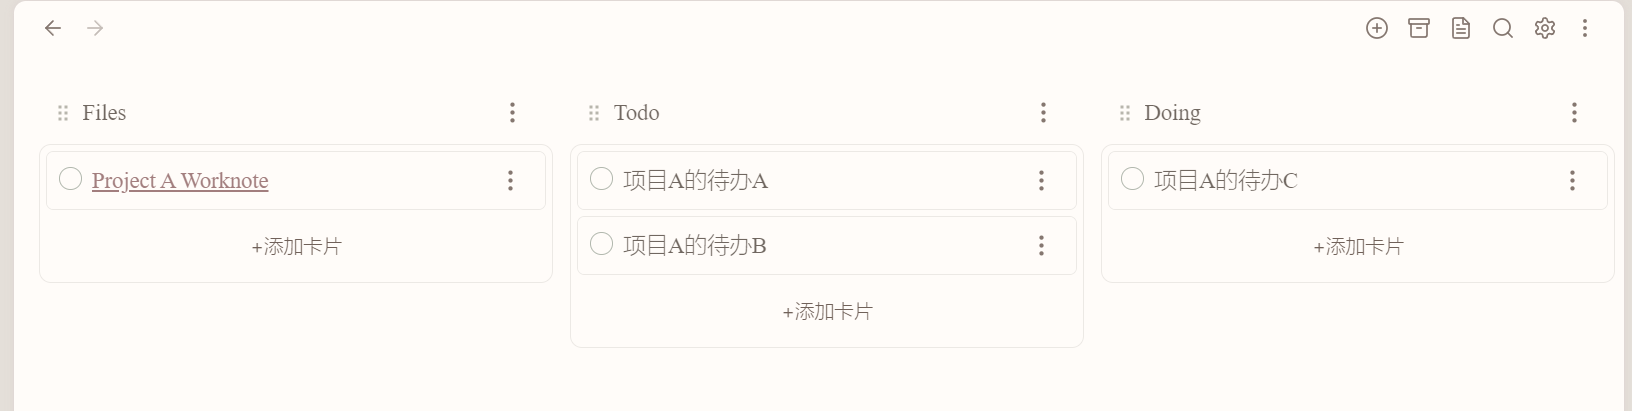 Files
Project A Worknote
+添加卡片
Todo
项目A的待办A
项目A的待办B
+添加卡片
Doing
项目A的待办C
+添加卡片